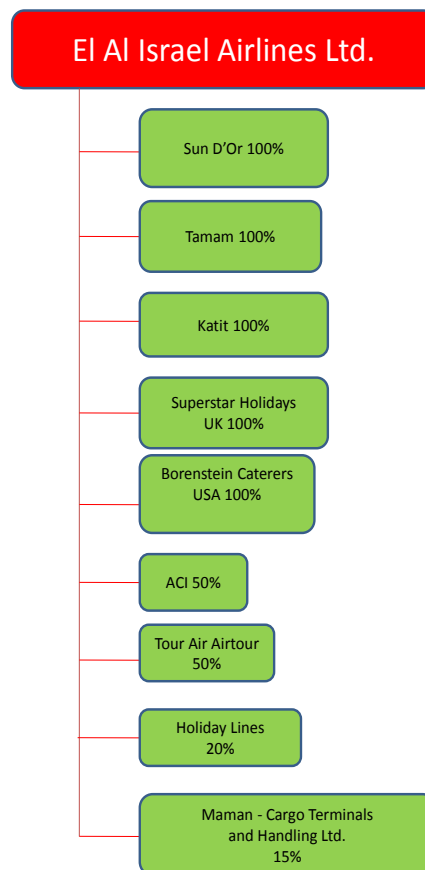 El Al Israel Airlines Ltd.
Sun D’Or 100%
Tamam 100%
Katit 100%
Superstar Holidays
UK 100%
Borenstein Caterers
USA 100%
ACI 50%
Tour Air Airtour
50%
Holiday Lines
20%
Maman - Cargo Terminals
and Handling Ltd.
15%